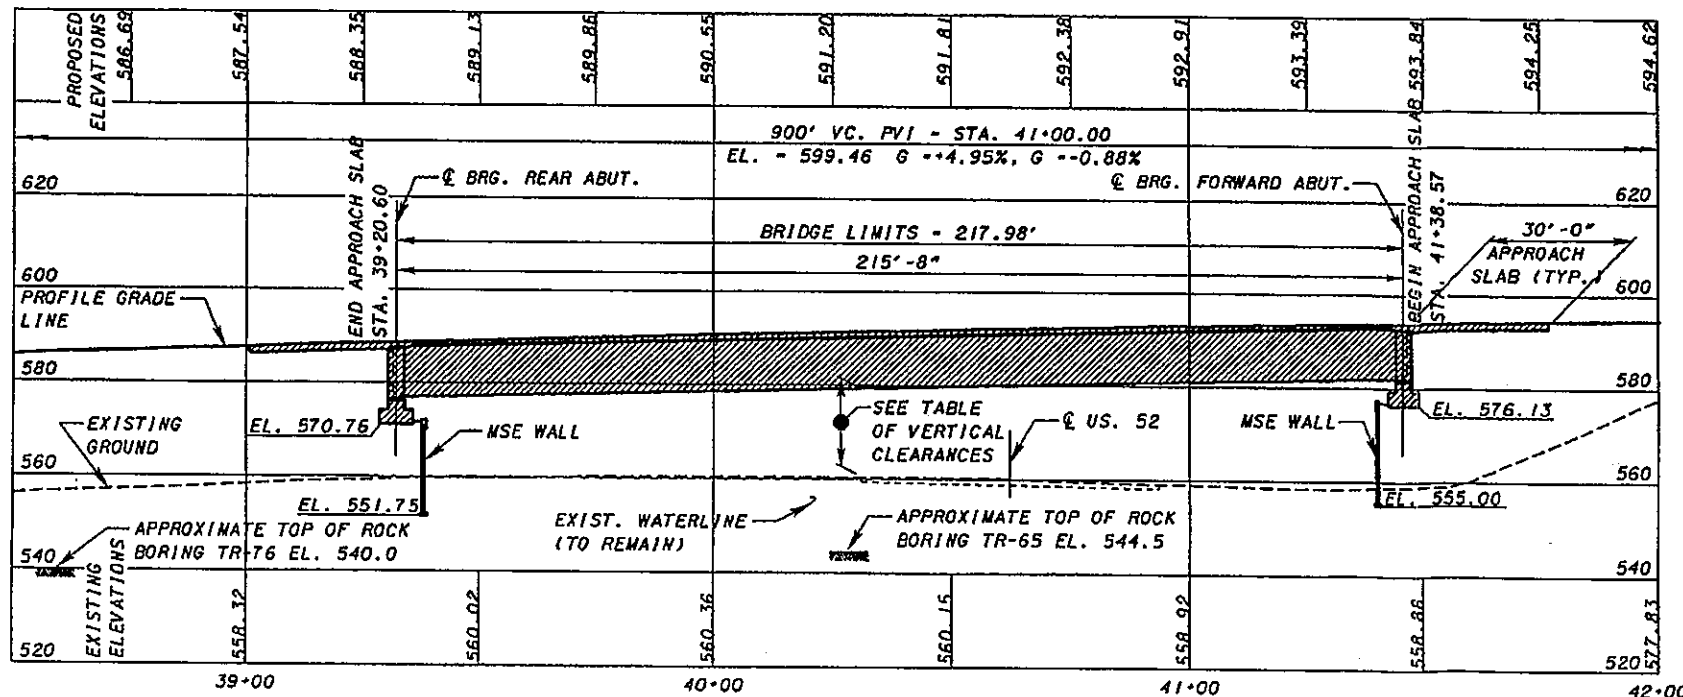 PROPOSED
ELEVATIONS
586.69
587.54
588.35
589.13
589.86
590.55
591.20
591.81
592.38
592.91
593.39
593.84
594.25
594.62
900' VC. PVI - STA. 41+00.00
EL. = 599.46 G =+4.95%, G =-0.88%
620
END APPROACH SLAB
STA. 39+20.60
℄ BRG. REAR ABUT.
℄ BRG. FORWARD ABUT.
BEGIN APPROACH SLAB
STA. 41+38.57
620
BRIDGE LIMITS = 217.98'
215'-8"
30'-0"
APPROACH
SLAB (TYP.)
600
600
PROFILE GRADE
LINE
580
580
EXISTING
GROUND
EL. 570.76
MSE WALL
SEE TABLE
OF VERTICAL
CLEARANCES
℄ US. 52
MSE WALL
EL. 576.13
560
560
EL. 551.75
EL. 555.00
APPROXIMATE TOP OF ROCK
BORING TR-76 EL. 540.0
EXIST. WATERLINE
(TO REMAIN)
APPROXIMATE TOP OF ROCK
BORING TR-65 EL. 544.5
540
540
EXISTING
ELEVATIONS
558.32
560.02
560.36
560.15
558.92
558.86
577.83
520
520
39+00
40+00
41+00
42+00